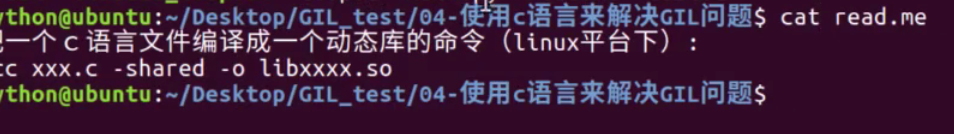 ython@ubuntu:~/Desktop/GIL_test/04-使用c语言来解决GIL问题$ cat read.me
一个ｃ语言文件编译成一个动态库的命令（linux平台下）:
cc xxx.c -shared -o libxxxx.so
ython@ubuntu:~/Desktop/GIL_test/04-使用c语言来解决GIL问题$